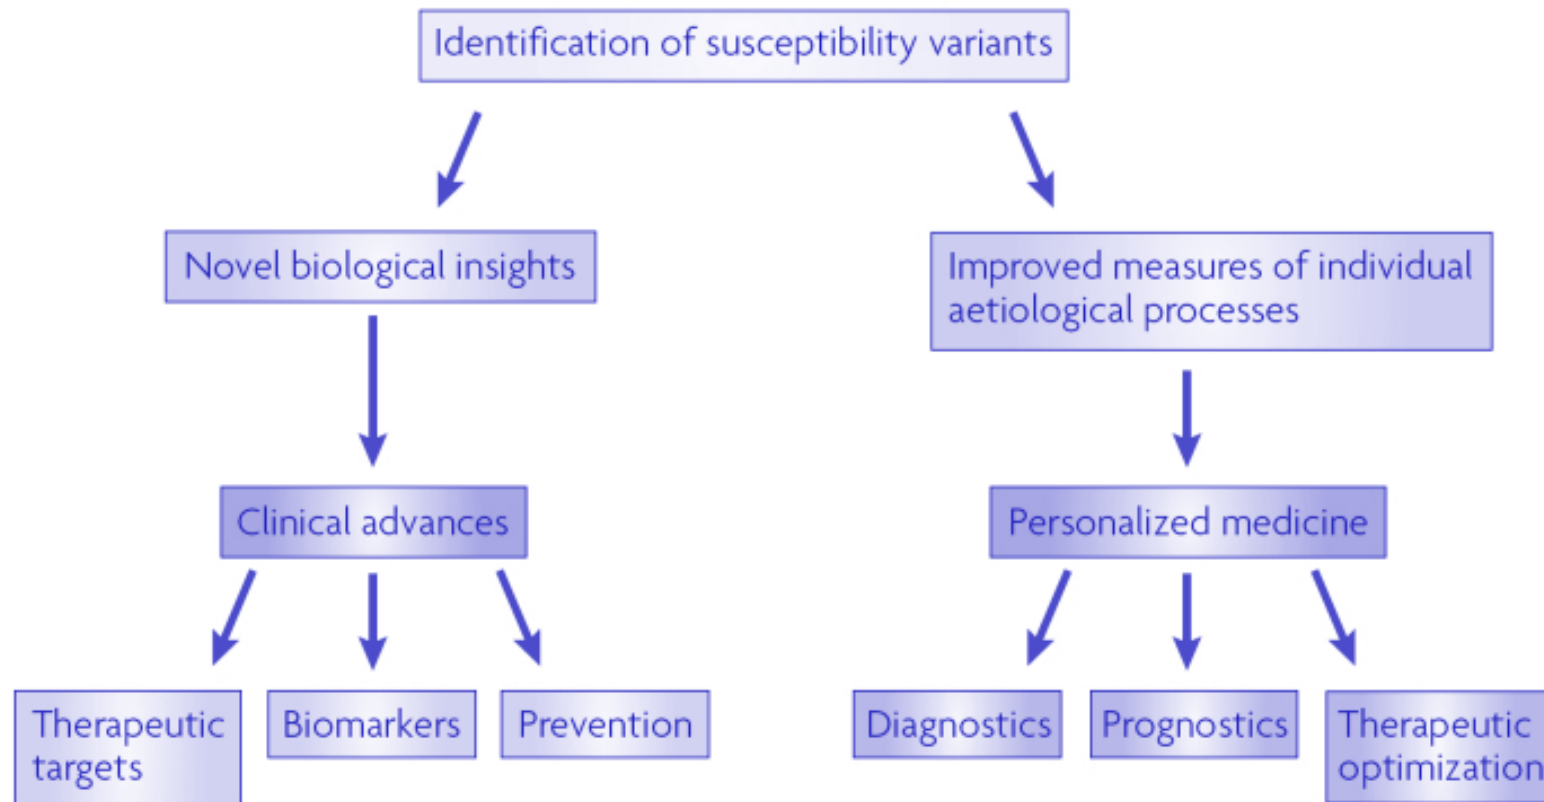 Identification of susceptibility variants
Novel biological insights
Improved measures of individual
aetiological processes
Clinical advances
Personalized medicine
Therapeutic
targets
Biomarkers
Prevention
Diagnostics
Prognostics
Therapeutic
optimization